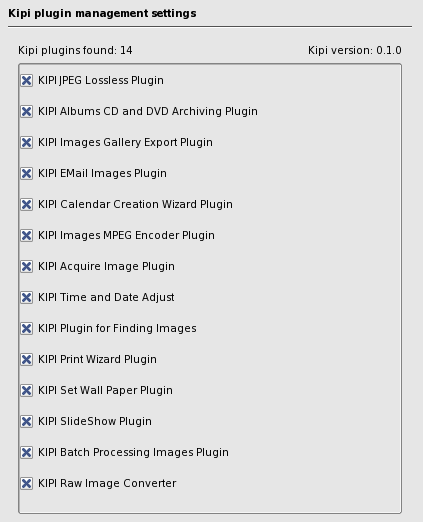 Kipi plugin management settings
Kipi plugins found: 14 Kipi version: 0.1.0
KIPI JPEG Lossless Plugin
KIPI Albums CD and DVD Archiving Plugin
KIPI Images Gallery Export Plugin
KIPI EMail Images Plugin
KIPI Calendar Creation Wizard Plugin
KIPI Images MPEG Encoder Plugin
KIPI Acquire Image Plugin
KIPI Time and Date Adjust
KIPI Plugin for Finding Images
KIPI Print Wizard Plugin
KIPI Set Wall Paper Plugin
KIPI SlideShow Plugin
KIPI Batch Processing Images Plugin
KIPI Raw Image Converter